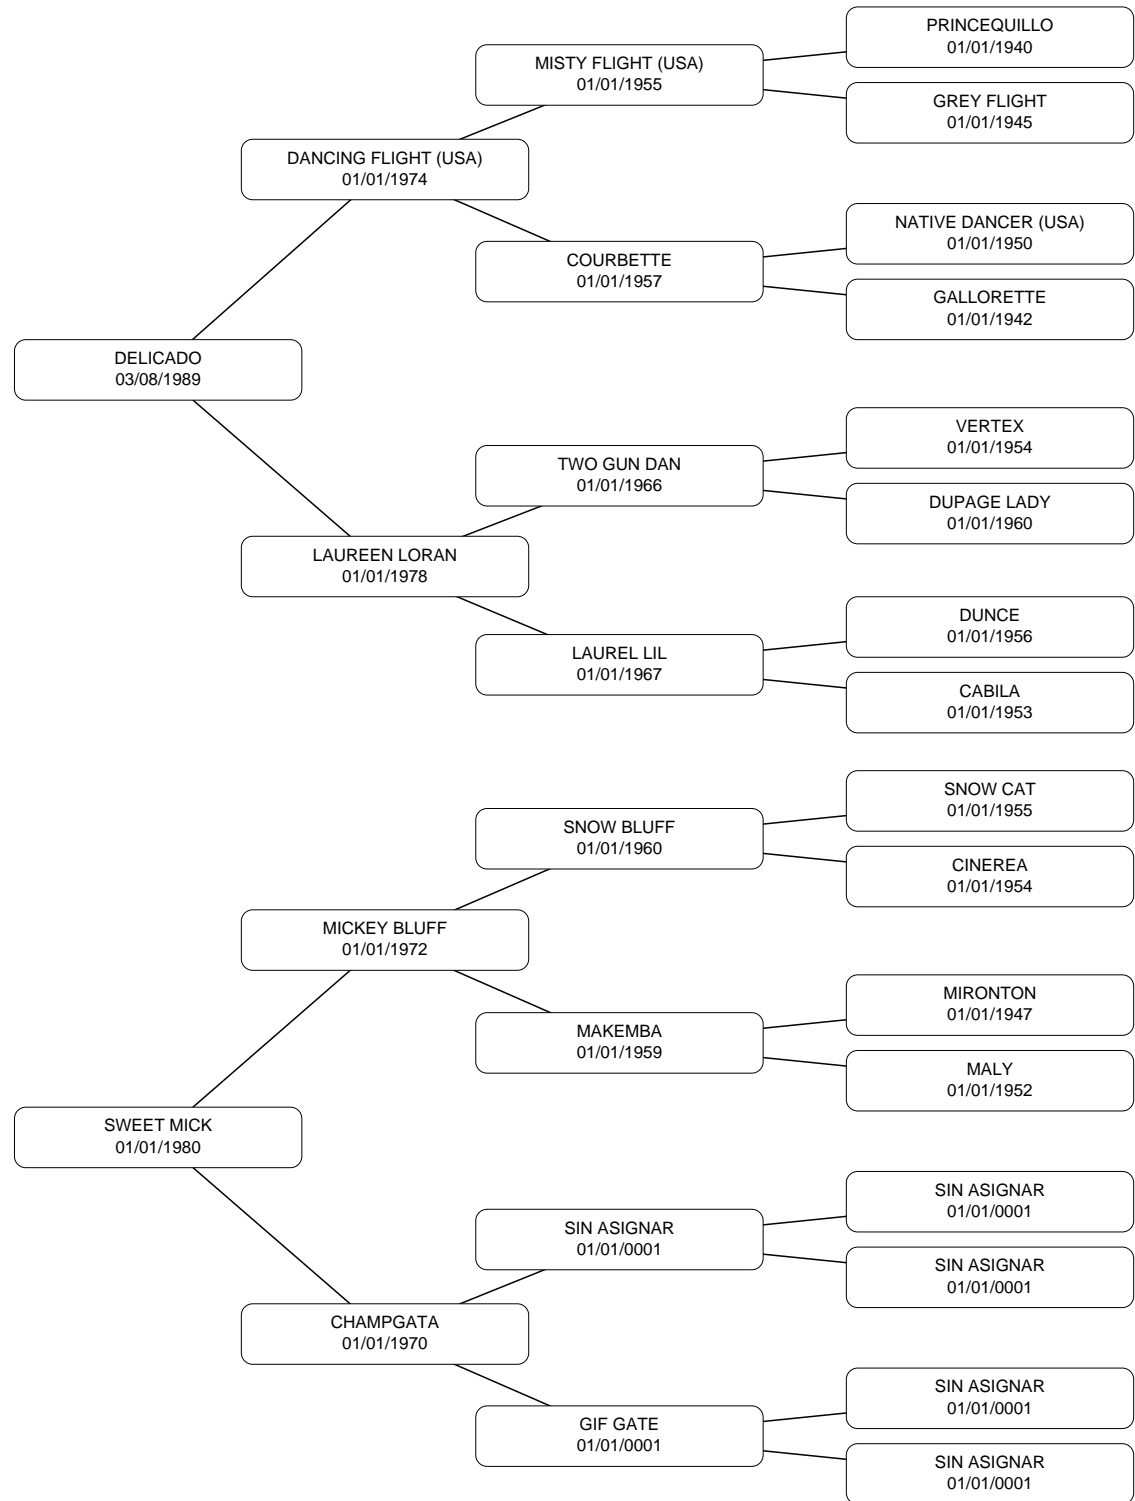 PRINCEQUILLO
01/01/1940
MISTY FLIGHT (USA)
01/01/1955
GREY FLIGHT
01/01/1945
DANCING FLIGHT (USA)
01/01/1974
NATIVE DANCER (USA)
01/01/1950
COURBETTE
01/01/1957
GALLORETTE
01/01/1942
DELICADO
03/08/1989
VERTEX
01/01/1954
TWO GUN DAN
01/01/1966
DUPAGE LADY
01/01/1960
LAUREEN LORAN
01/01/1978
DUNCE
01/01/1956
LAUREL LIL
01/01/1967
CABILA
01/01/1953
SNOW CAT
01/01/1955
SNOW BLUFF
01/01/1960
CINEREA
01/01/1954
MICKEY BLUFF
01/01/1972
MIRONTON
01/01/1947
MAKEMBA
01/01/1959
MALY
01/01/1952
SWEET MICK
01/01/1980
SIN ASIGNAR
01/01/0001
SIN ASIGNAR
01/01/0001
SIN ASIGNAR
01/01/0001
CHAMPGATA
01/01/1970
SIN ASIGNAR
01/01/0001
GIF GATE
01/01/0001
SIN ASIGNAR
01/01/0001